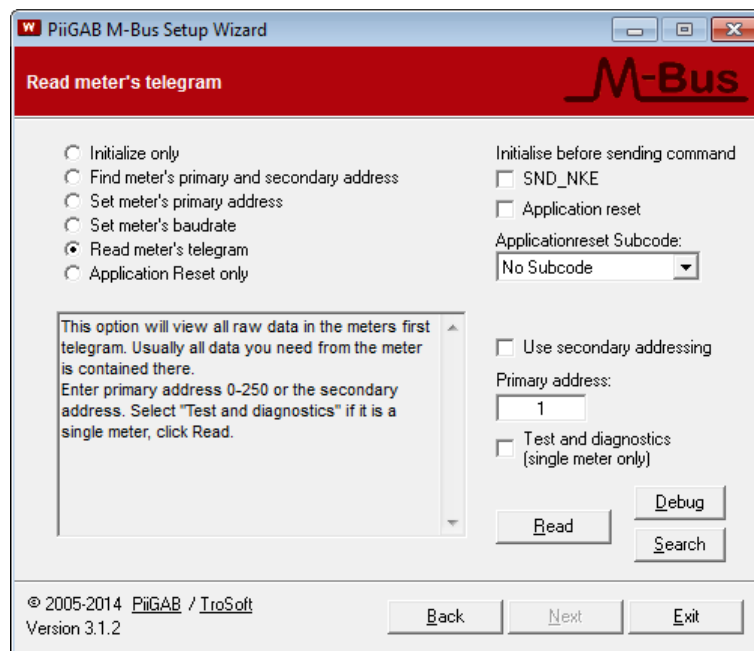 W PiiGAB M-Bus Setup Wizard
Read meter's telegram
M-Bus
Initialize only
Find meter's primary and secondary address
Set meter's primary address
Set meter's baudrate
Read meter's telegram
Application Reset only
Initialise before sending command
SND_NKE
Application reset
Applicationreset Subcode:
No Subcode
This option will view all raw data in the meters first
telegram. Usually all data you need from the meter
is contained there.
Enter primary address 0-250 or the secondary
address. Select "Test and diagnostics" if it is a
single meter, click Read.
Use secondary addressing
Primary address:
1
Test and diagnostics
(single meter only)
Debug
Read
Search
© 2005-2014 PiiGAB / TroSoft
Version 3.1.2
Back
Next
Exit